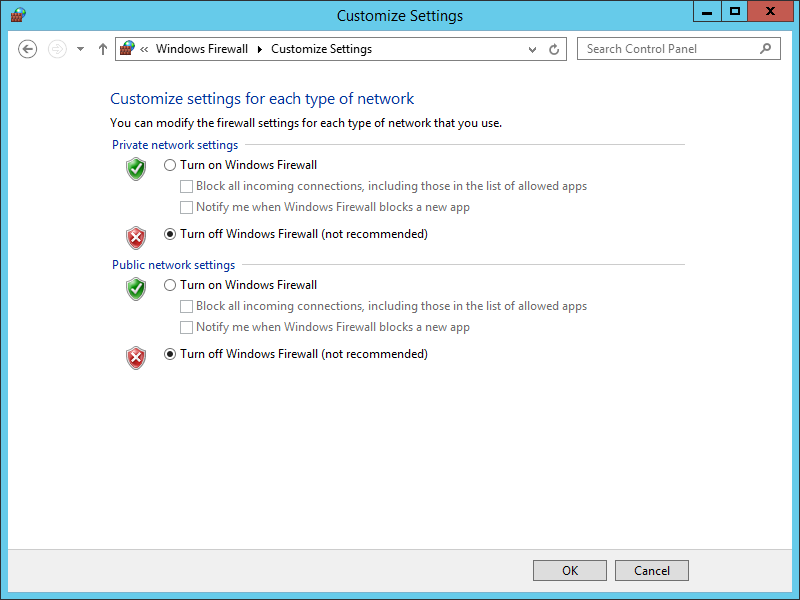 Customize Settings
« Windows Firewall Customize Settings Search Control Panel
Customize settings for each type of network
You can modify the firewall settings for each type of network that you use.
Private network settings
Turn on Windows Firewall
Block all incoming connections, including those in the list of allowed apps
Notify me when Windows Firewall blocks a new app
Turn off Windows Firewall (not recommended)
Public network settings
Turn on Windows Firewall
Block all incoming connections, including those in the list of allowed apps
Notify me when Windows Firewall blocks a new app
Turn off Windows Firewall (not recommended)
OK Cancel